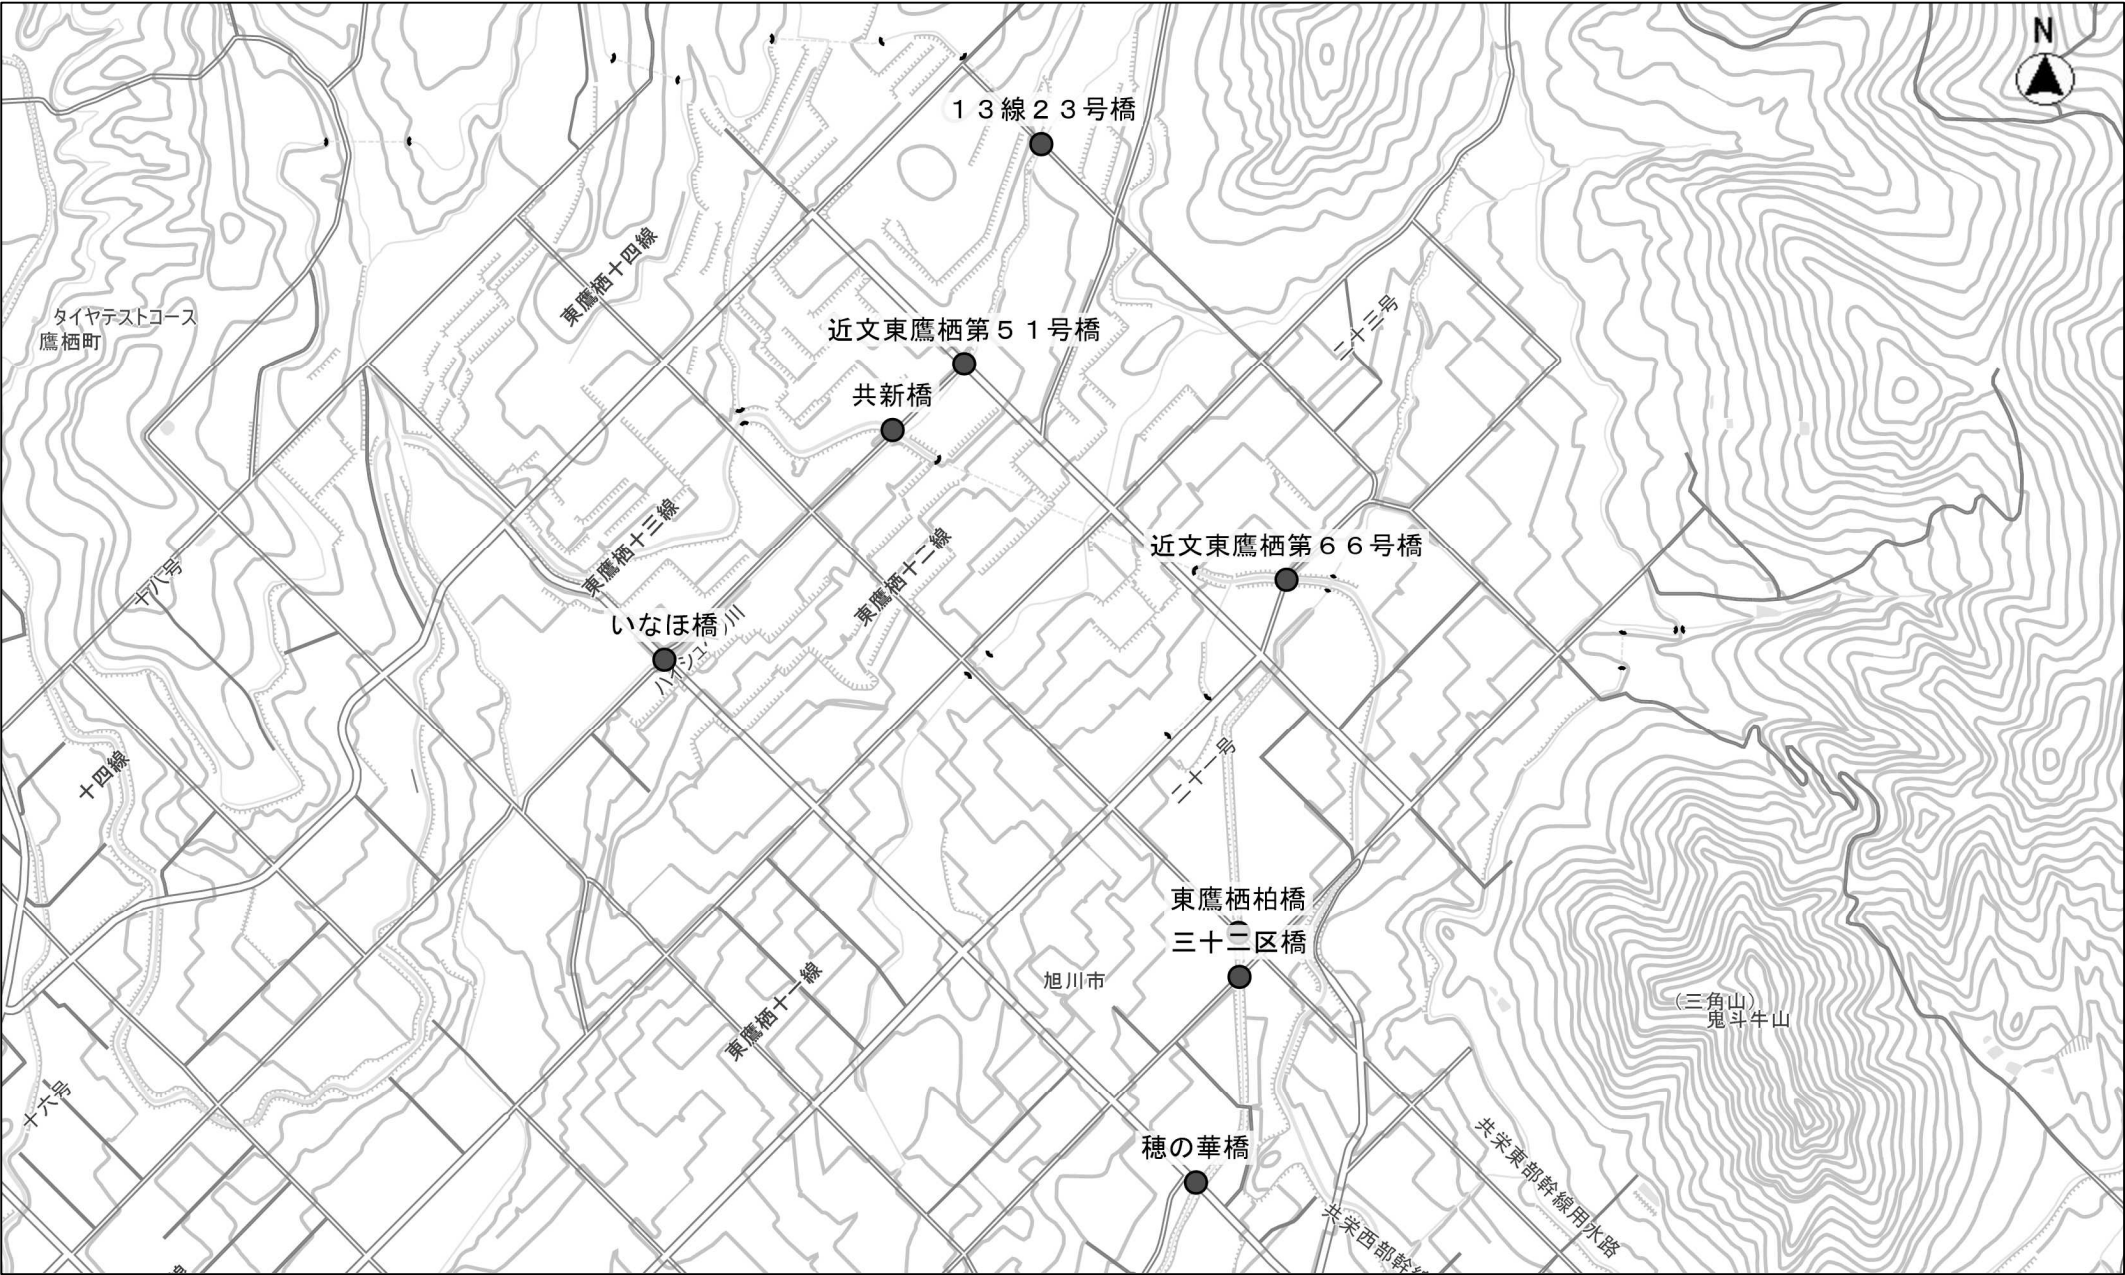 N
13線23号橋
東鷹栖十四線
タイヤテストコース
鷹栖町
近文東鷹栖第51号橋
二十三号
共新橋
東鷹栖十三線
東鷹栖十二線
近文東鷹栖第66号橋
十八号
いなほ橋
川
二十一号
十四線
東鷹栖柏橋
三十二区橋
旭川市
東鷹栖十一線
(三角山)
鬼斗牛山
十六号
穂の華橋
共栄東部幹線用水路
共栄西部幹
線